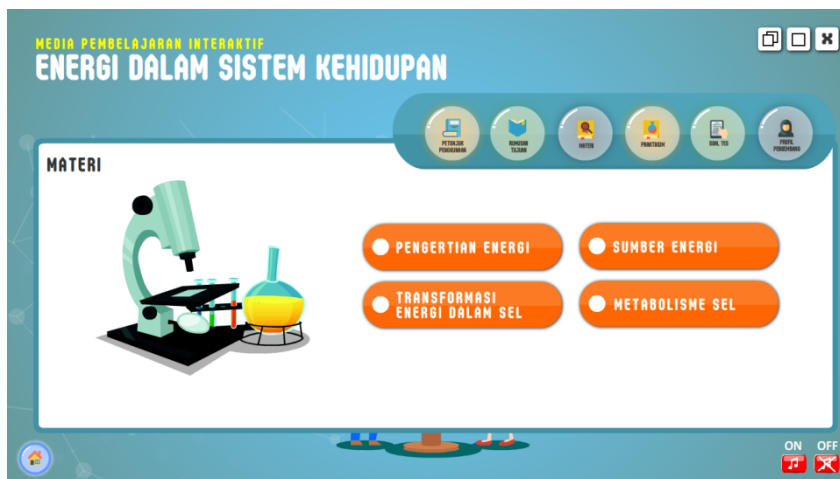 MEDIA PEMBELAJARAN INTERAKTIF
ENERGI DALAM SISTEM KEHIDUPAN
PETUNJUK
PENGGUNAAN
RUMUSAN
TUJUAN
MATERI
PRAKTIKUM
SOAL TES
PROFIL
PENGEMBANG
MATERI
PENGERTIAN ENERGI
SUMBER ENERGI
TRANSFORMASI
ENERGI DALAM SEL
METABOLISME SEL
ON OFF